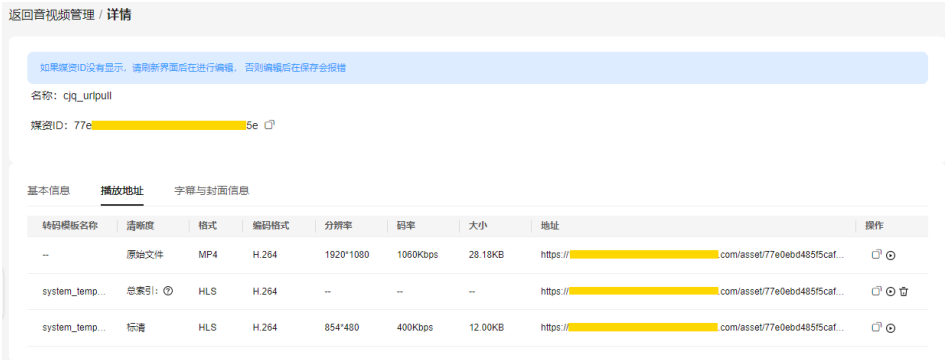 返回音视频管理 / 详情
如果媒资ID没有显示，请刷新界面后在进行编辑， 否则编辑后在保存会报错
名称：cjq_urlpull
媒资ID：77e 5e
基本信息 播放地址 字幕与封面信息
转码模板名称 清晰度 格式 编码格式 分辨率 码率 大小 地址 操作
-- 原始文件 MP4 H.264 1920*1080 1060Kbps 28.18KB https:// .com/asset/77e0ebd485f5caf...
system_temp... 总索引: HLS H.264 -- -- -- https:// .com/asset/77e0ebd485f5caf...
system_temp... 标清 HLS H.264 854*480 400Kbps 12.00KB https:// .com/asset/77e0ebd485f5caf...